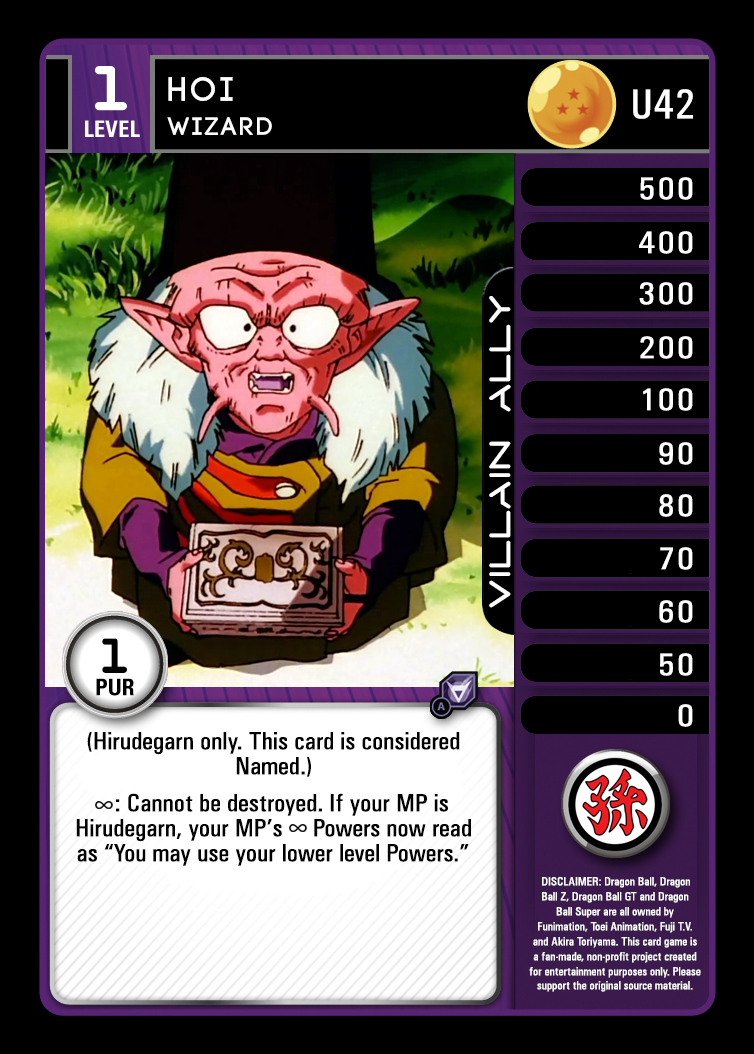 1
LEVEL
HOI
WIZARD
U42
500
400
300
200
100
90
80
70
60
50
0
VILLAIN ALLY
1
PUR
A
(Hirudegarn only. This card is considered
Named.)
∞: Cannot be destroyed. If your MP is
Hirudegarn, your MP's ∞ Powers now read
as “You may use your lower level Powers.”
孫
DISCLAIMER: Dragon Ball, Dragon
Ball Z, Dragon Ball GT and Dragon
Ball Super are all owned by
Funimation, Toei Animation, Fuji T.V.
and Akira Toriyama. This card game is
a fan-made, non-profit project created
for entertainment purposes only. Please
support the original source material.